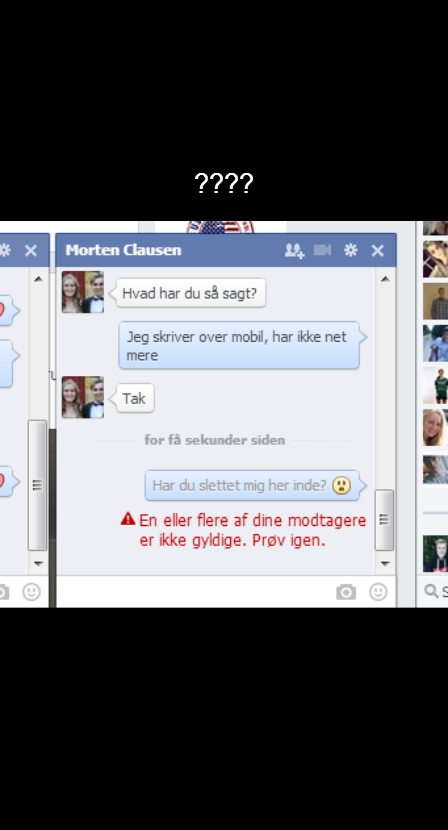 ????
Morten Clausen
Hvad har du så sagt?
Jeg skriver over mobil, har ikke net
mere
Tak
for få sekunder siden
Har du slettet mig her inde?
En eller flere af dine modtagere
er ikke gyldige. Prøv igen.